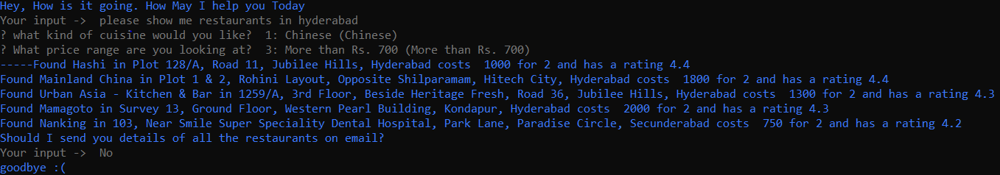 Hey, How is it going. How May I help you Today
Your input ->  please show me restaurants in hyderabad
? what kind of cuisine would you like?  1: Chinese (Chinese)
? What price range are you looking at?  3: More than Rs. 700 (More than Rs. 700)
-----Found Hashi in Plot 128/A, Road 11, Jubilee Hills, Hyderabad costs  1000 for 2 and has a rating 4.4
Found Mainland China in Plot 1 & 2, Rohini Layout, Opposite Shilparamam, Hitech City, Hyderabad costs  1800 for 2 and has a rating 4.4
Found Urban Asia - Kitchen & Bar in 1259/A, 3rd Floor, Beside Heritage Fresh, Road 36, Jubilee Hills, Hyderabad costs  1300 for 2 and has a rating 4.3
Found Mamagoto in Survey 13, Ground Floor, Western Pearl Building, Kondapur, Hyderabad costs  2000 for 2 and has a rating 4.3
Found Nanking in 103, Near Smile Super Speciality Dental Hospital, Park Lane, Paradise Circle, Secunderabad costs  750 for 2 and has a rating 4.2
Should I send you details of all the restaurants on email?
Your input ->  No
goodbye :(